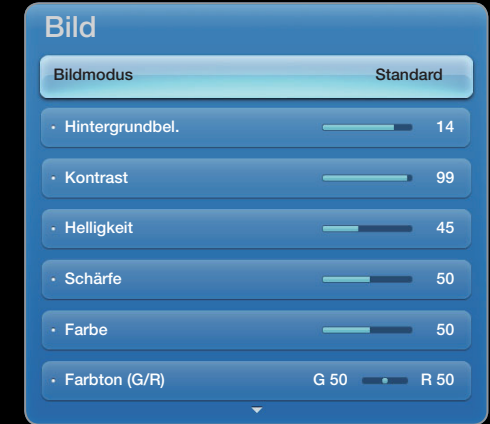 Bild
Bildmodus Standard
· Hintergrundbel. 14
· Kontrast 99
· Helligkeit 45
· Schärfe 50
· Farbe 50
· Farbton (G/R) G 50 R 50